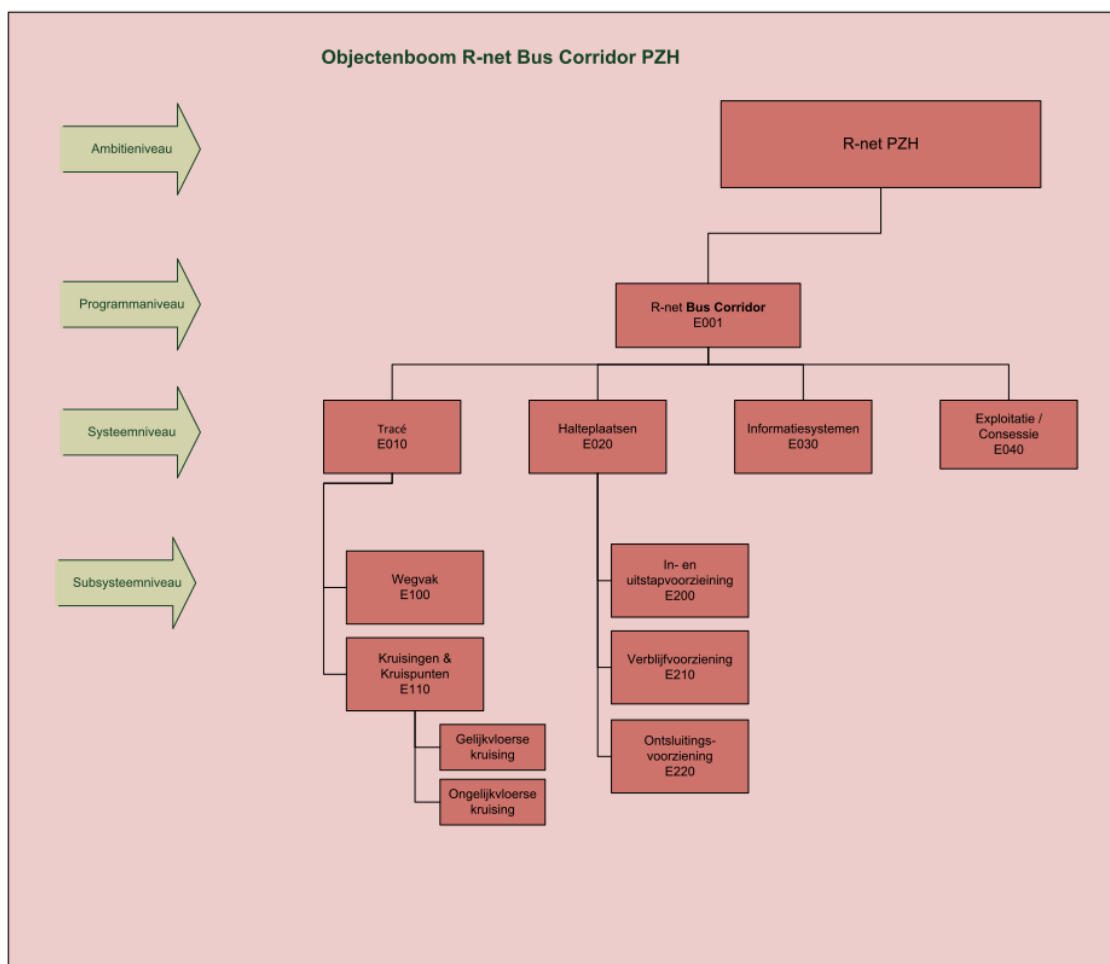 Objectenboom R-net Bus Corridor PZH
Ambitieniveau
R-net PZH
Programmaniveau
R-net Bus Corridor
E001
Systeemniveau
Tracé
E010
Halteplaatsen
E020
Informatiesystemen
E030
Exploitatie /
Consessie
E040
Subsysteemniveau
Wegvak
E100
Kruisingen &
Kruispunten
E110
Gelijkvloerse
kruising
Ongelijkvloerse
kruising
In- en
uitstapvoorzieining
E200
Verblijfvoorziening
E210
Ontsluitings-
voorziening
E220